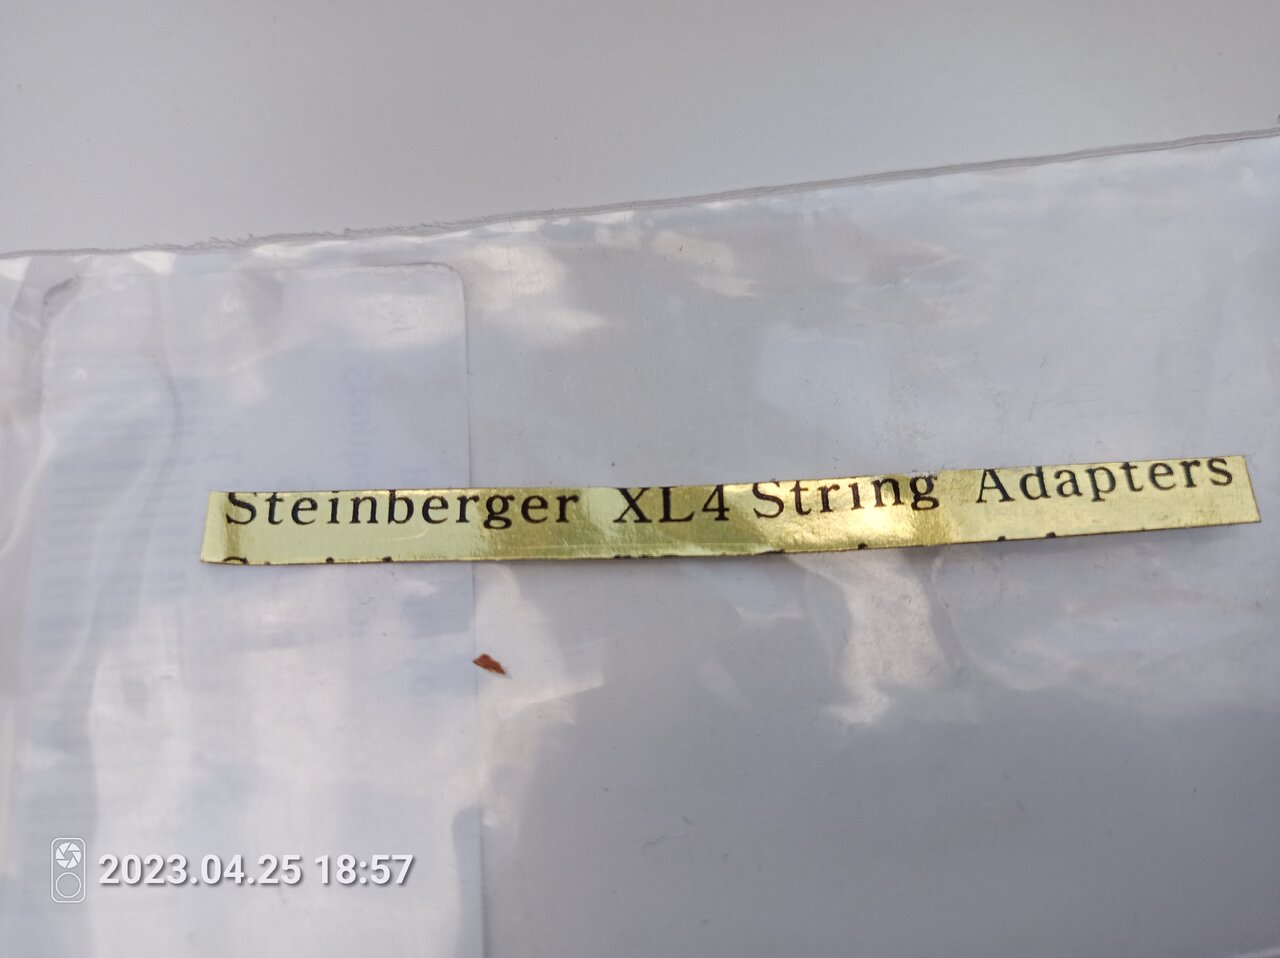 Steinberger XL4 String Adapters
2023.04.25 18:57